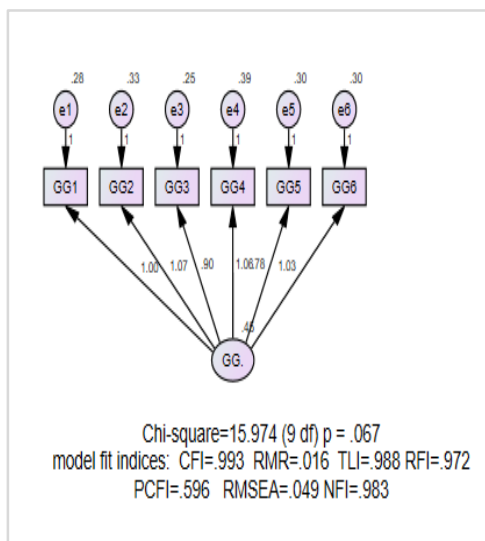 .28 .33 .25 .39 .30 .30
e1 e2 e3 e4 e5 e6
1 1 1 1 1 1
GG1 GG2 GG3 GG4 GG5 GG6
1.00 1.07 .90 1.06 .78 1.03
.45
GG.
Chi-square=15.974 (9 df) p = .067
model fit indices: CFI=.993 RMR=.016 TLI=.988 RFI=.972
PCFI=.596 RMSEA=.049 NFI=.983